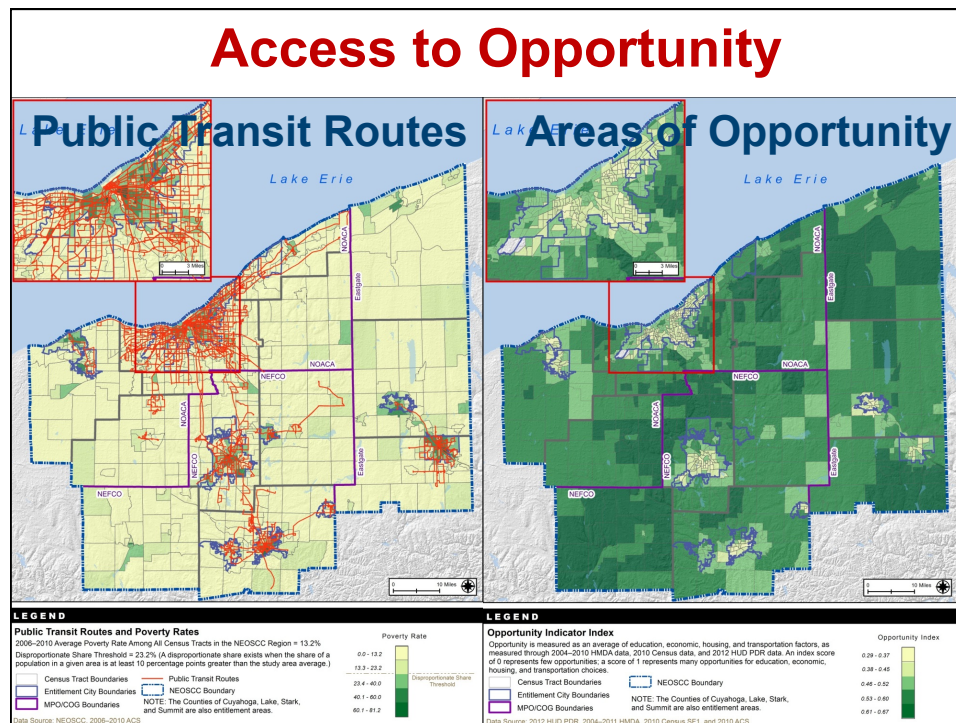 Access to Opportunity
Public Transit Routes
Lake Erie
Lake Erie
0 3 Miles
NOACA
Eastgate
NOACA
NEFCO
NOACA
NEFCO
NEFCO
Eastgate
0 10 Miles
LEGEND
Public Transit Routes and Poverty Rates
2006–2010 Average Poverty Rate Among All Census Tracts in the NEOSCC Region = 13.2%
Disproportionate Share Threshold = 23.2% (A disproportionate share exists when the share of a
population in a given area is at least 10 percentage points greater than the study area average.)
Census Tract Boundaries
Public Transit Routes
Entitlement City Boundaries
NEOSCC Boundary
MPO/COG Boundaries
NOTE: The Counties of Cuyahoga, Lake, Stark,
and Summit are also entitlement areas.
Data Source: NEOSCC, 2006–2010 ACS
Poverty Rate
0.0 - 13.2
13.3 - 23.2
Disproportionate Share
Threshold
23.4 - 40.0
40.1 - 60.0
60.1 - 81.2
Areas of Opportunity
Lake Erie
Lake Erie
0 3 Miles
NOACA
Eastgate
NOACA
NEFCO
NOACA
NEFCO
NEFCO
Eastgate
0 10 Miles
LEGEND
Opportunity Indicator Index
Opportunity is measured as an average of education, economic, housing, and transportation factors, as
measured through 2004–2010 HMDA data, 2010 Census data, and 2012 HUD PDR data. An index score
of 0 represents few opportunities; a score of 1 represents many opportunities for education, economic,
housing, and transportation choices.
Census Tract Boundaries
NEOSCC Boundary
Entitlement City Boundaries
MPO/COG Boundaries
NOTE: The Counties of Cuyahoga, Lake, Stark,
and Summit are also entitlement areas.
Data Source: 2012 HUD PDR, 2004–2011 HMDA, 2010 Census SF1, and 2010 ACS
Opportunity Index
0.29 - 0.37
0.38 - 0.45
0.46 - 0.52
0.53 - 0.60
0.61 - 0.67